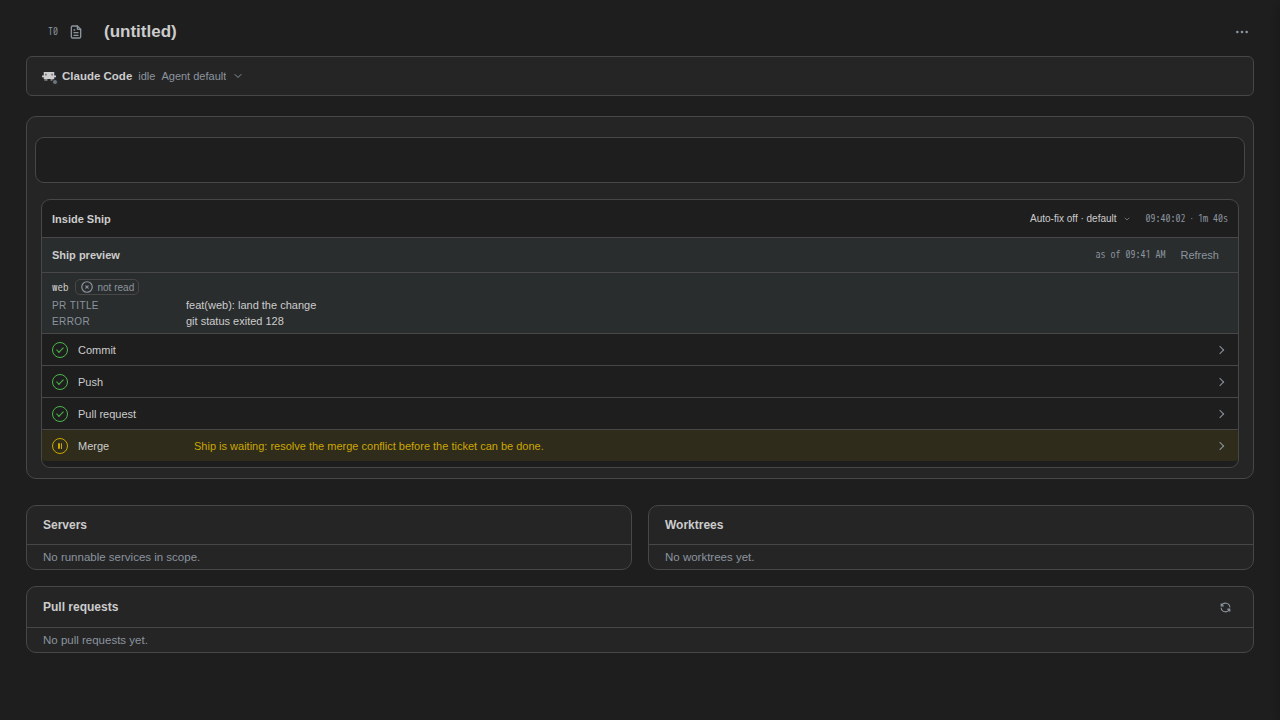 T0 (untitled)
Claude Code idle Agent default
Inside Ship Auto-fix off · default 09:40:02 · 1m 40s
Ship preview as of 09:41 AM Refresh
web not read
PR TITLE feat(web): land the change
ERROR git status exited 128
Commit
Push
Pull request
Merge Ship is waiting: resolve the merge conflict before the ticket can be done.
Servers
No runnable services in scope.
Worktrees
No worktrees yet.
Pull requests
No pull requests yet.